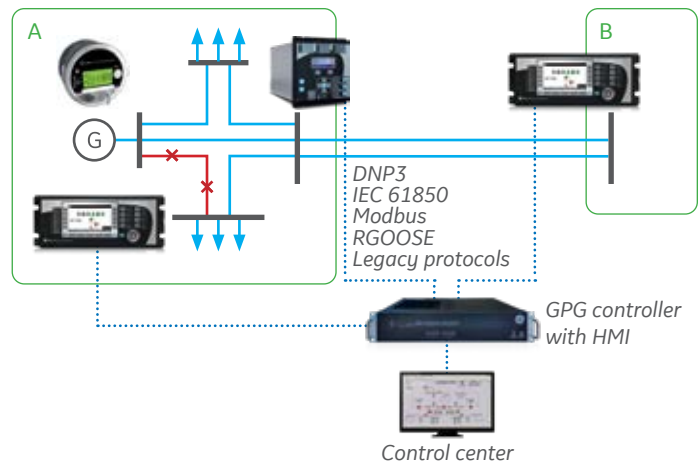 A
B
G
DNP3
IEC 61850
Modbus
RGOOSE
Legacy protocols
GPG controller
with HMI
Control center